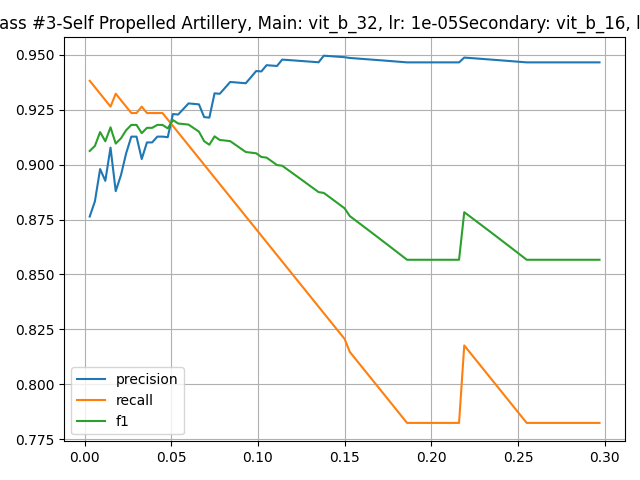 ass #3-Self Propelled Artillery, Main: vit_b_32, lr: 1e-05Secondary: vit_b_16, l
0.950
0.925
0.900
0.875
0.850
0.825
0.800
0.775
precision
recall
f1
0.00 0.05 0.10 0.15 0.20 0.25 0.30